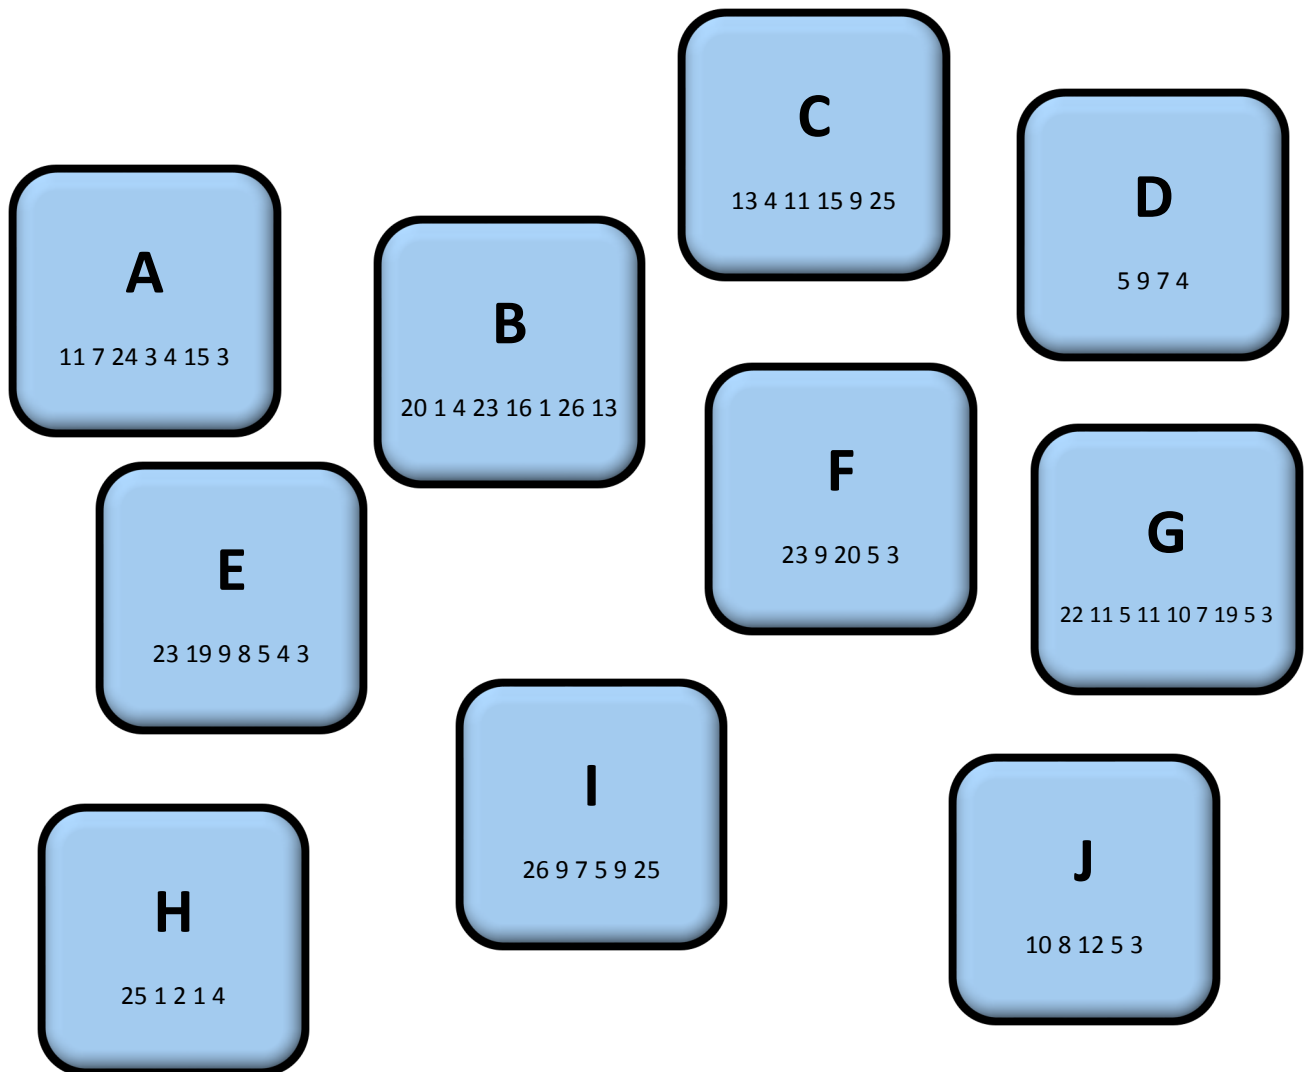 A
11 7 24 3 4 15 3
B
20 1 4 23 16 1 26 13
C
13 4 11 15 9 25
D
5 9 7 4
E
23 19 9 8 5 4 3
F
23 9 20 5 3
G
22 11 5 11 10 7 19 5 3
H
25 1 2 1 4
I
26 9 7 5 9 25
J
10 8 12 5 3